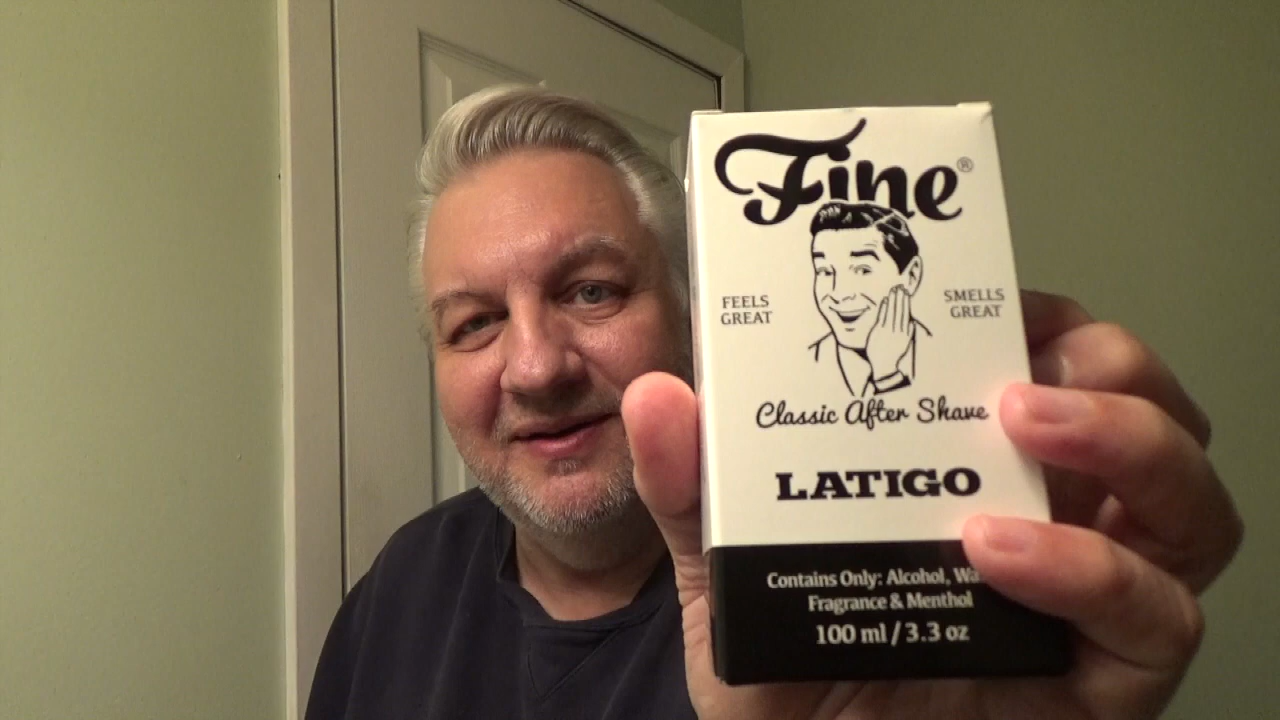 Fine®
FEELS
GREAT
SMELLS
GREAT
Classic After Shave
LATIGO
Contains Only: Alcohol,
Fragrance & Menthol
100 ml / 3.3 oz